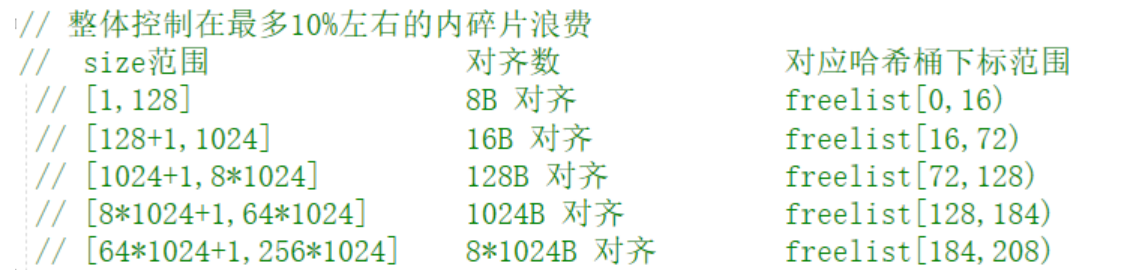 // 整体控制在最多10%左右的内碎片浪费
// size范围 对齐数 对应哈希桶下标范围
// [1,128] 8B 对齐 freelist[0,16)
// [128+1,1024] 16B 对齐 freelist[16,72)
// [1024+1,8*1024] 128B 对齐 freelist[72,128)
// [8*1024+1,64*1024] 1024B 对齐 freelist[128,184)
// [64*1024+1,256*1024] 8*1024B 对齐 freelist[184,208)